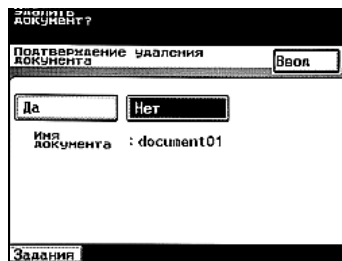 Удалить
документ?
Подтверждение удаления
документа
Ввод
Да
Нет
Имя
документа : document01
Задания